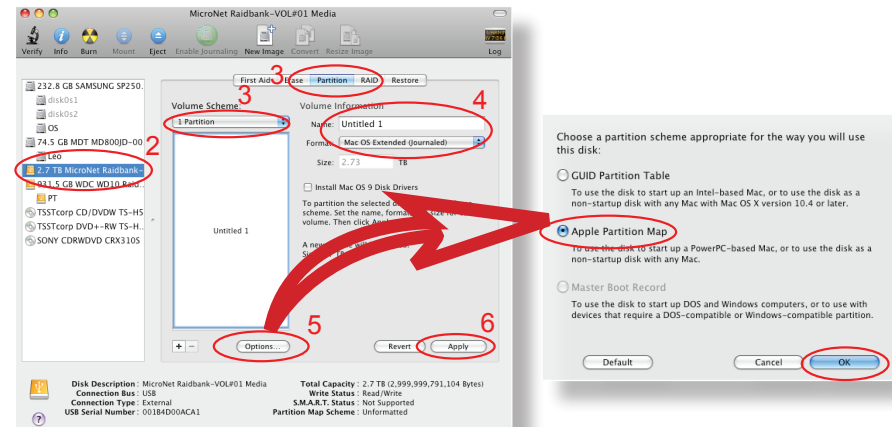 MicroNet Raidbank-VOL#01 Media
Verify Info Burn Mount Eject Enable Journaling New Image Convert Resize Image Log
232.8 GB SAMSUNG SP250.
disk0s1
disk0s2
OS
74.5 GB MDT MD800JD-00
Leo
2.7 TB MicroNet Raidbank-
931.5 GB WDC WD10 Raid..
PT
TSSTcorp CD/DVDW TS-H5
TSSTcorp DVD+-RW TS-H..
SONY CDRWDVD CRX310S
2
3
First Aid Erase Partition RAID Restore
3
Volume Scheme:
1 Partition
Untitled 1
Volume Information
4
Name: Untitled 1
Format: Mac OS Extended (Journaled)
Size: 2.73 TB
Install Mac OS 9 Disk Drivers
To partition the selected
scheme. Set the name, format
volume. Then click
A new
5
6
+ - Options... Revert Apply
Disk Description : MicroNet Raidbank-VOL#01 Media
Connection Bus : USB
Connection Type : External
USB Serial Number : 001B4D00ACA1
Total Capacity : 2.7 TB (2,999,999,791,104 Bytes)
Write Status : Read/Write
S.M.A.R.T. Status : Not Supported
Partition Map Scheme : Unformatted
?
Choose a partition scheme appropriate for the way you will use
this disk:
GUID Partition Table
To use the disk to start up an Intel-based Mac, or to use the disk as a
non-startup disk with any Mac with Mac OS X version 10.4 or later.
Apple Partition Map
To use the disk to start up a PowerPC-based Mac, or to use the disk as a
non-startup disk with any Mac.
Master Boot Record
To use the disk to start up DOS and Windows computers, or to use with
devices that require a DOS-compatible or Windows-compatible partition.
Default Cancel OK